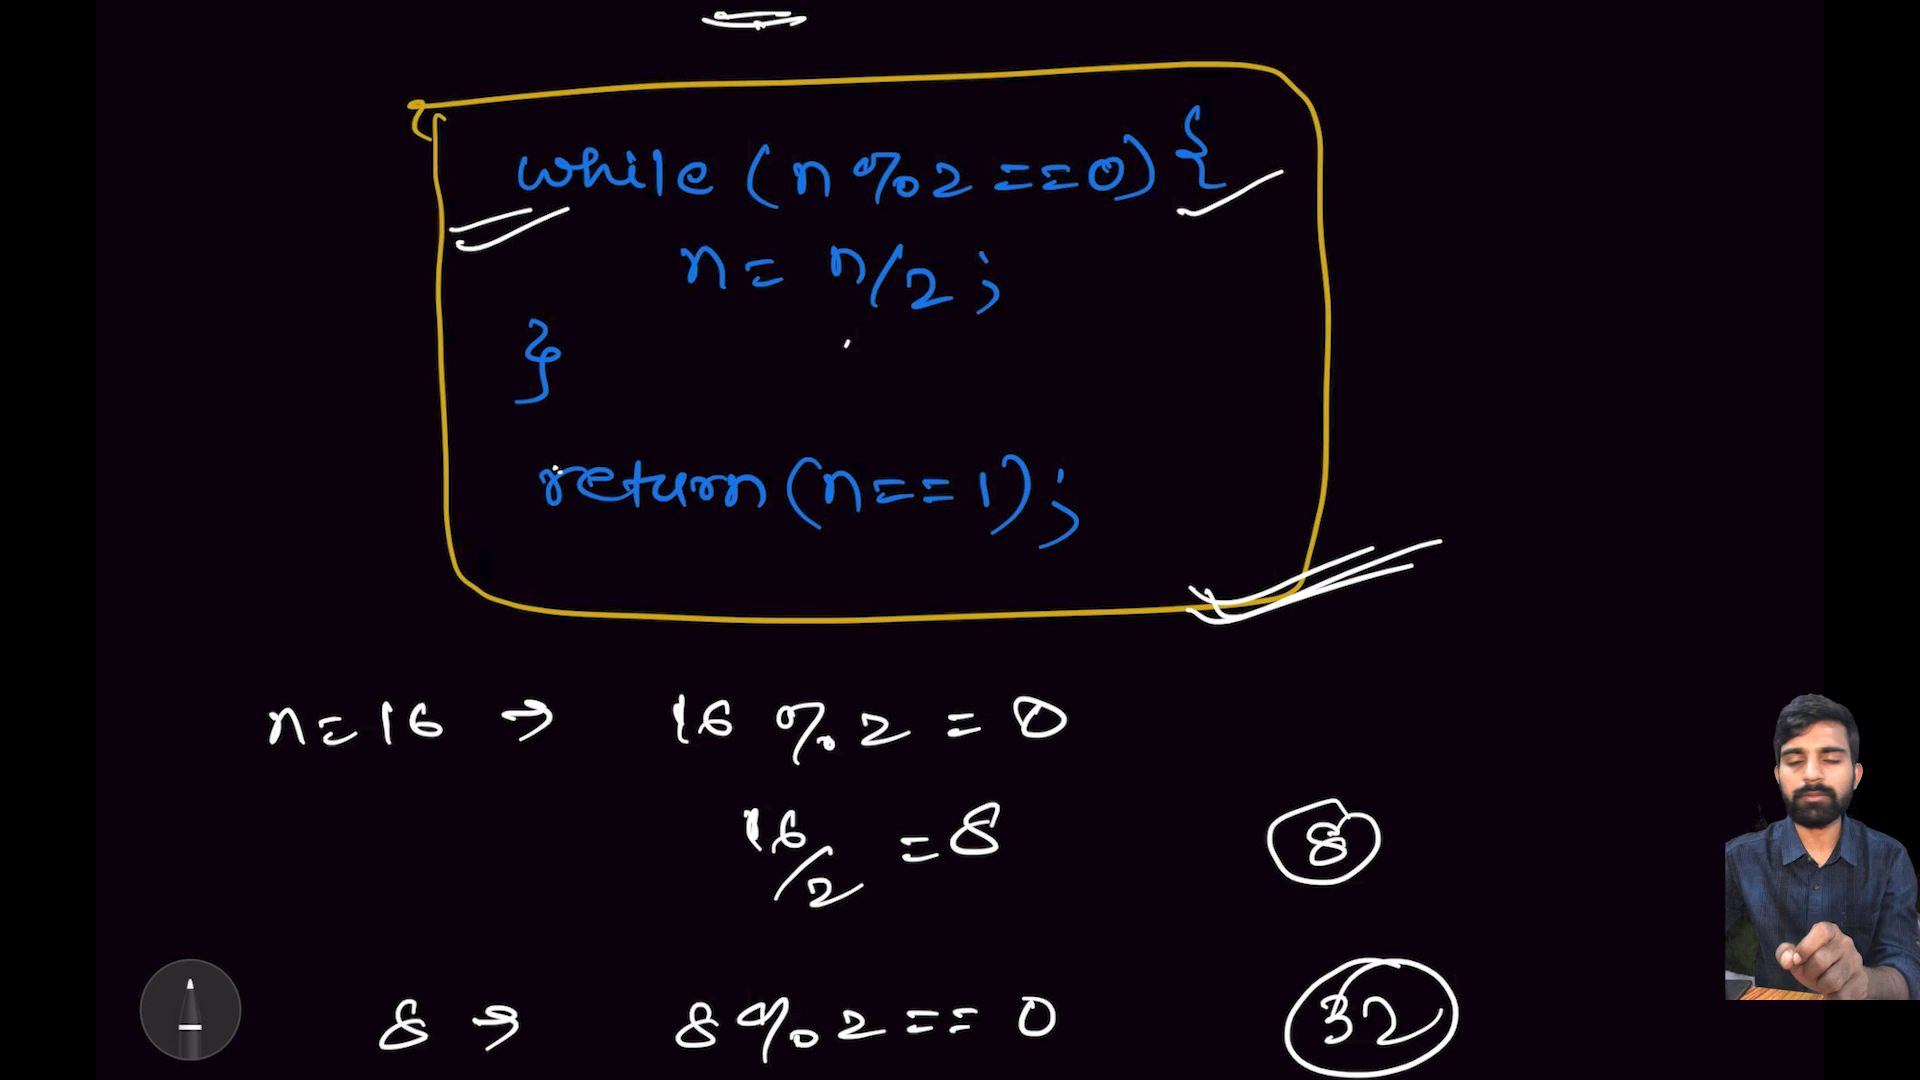 while (n%2==0) {
n = n/2;
}
return (n==1);
n=16 → 16 % 2 = 0
16/2 = 8 8
8 → 8 % 2 == 0 32